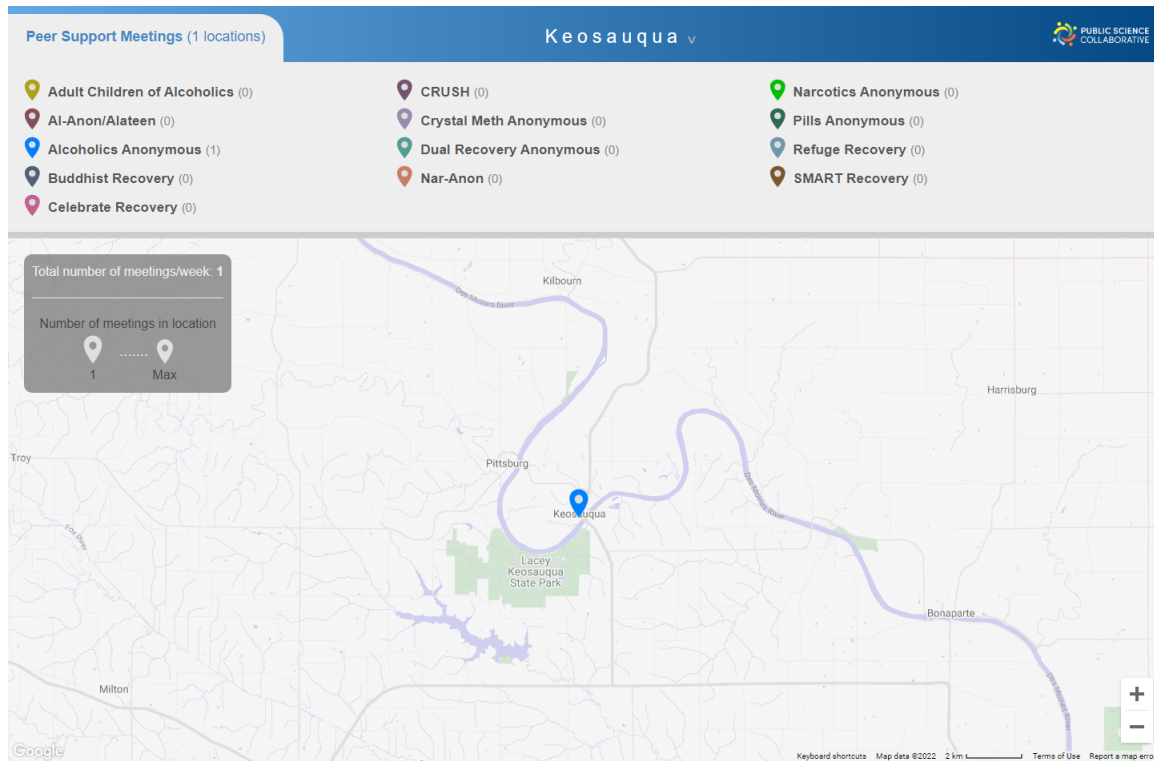 Peer Support Meetings (1 locations)
Keosauqua v
PUBLIC SCIENCE
COLLABORATIVE
Adult Children of Alcoholics (0)
Al-Anon/Alateen (0)
Alcoholics Anonymous (1)
Buddhist Recovery (0)
Celebrate Recovery (0)
CRUSH (0)
Crystal Meth Anonymous (0)
Dual Recovery Anonymous (0)
Nar-Anon (0)
Narcotics Anonymous (0)
Pills Anonymous (0)
Refuge Recovery (0)
SMART Recovery (0)
Total number of meetings/week: 1
Number of meetings in location
.......
1 Max
Kilbourn
Des Moines River
Harrisburg
Troy
Pittsburg
Des Moines River
Keosauqua
Fox River
Lacey
Keosauqua
State Park
Bonaparte
Des Moines River
Milton
+
−
Google
Keyboard shortcuts Map data ©2022 2 km Terms of Use Report a map erro